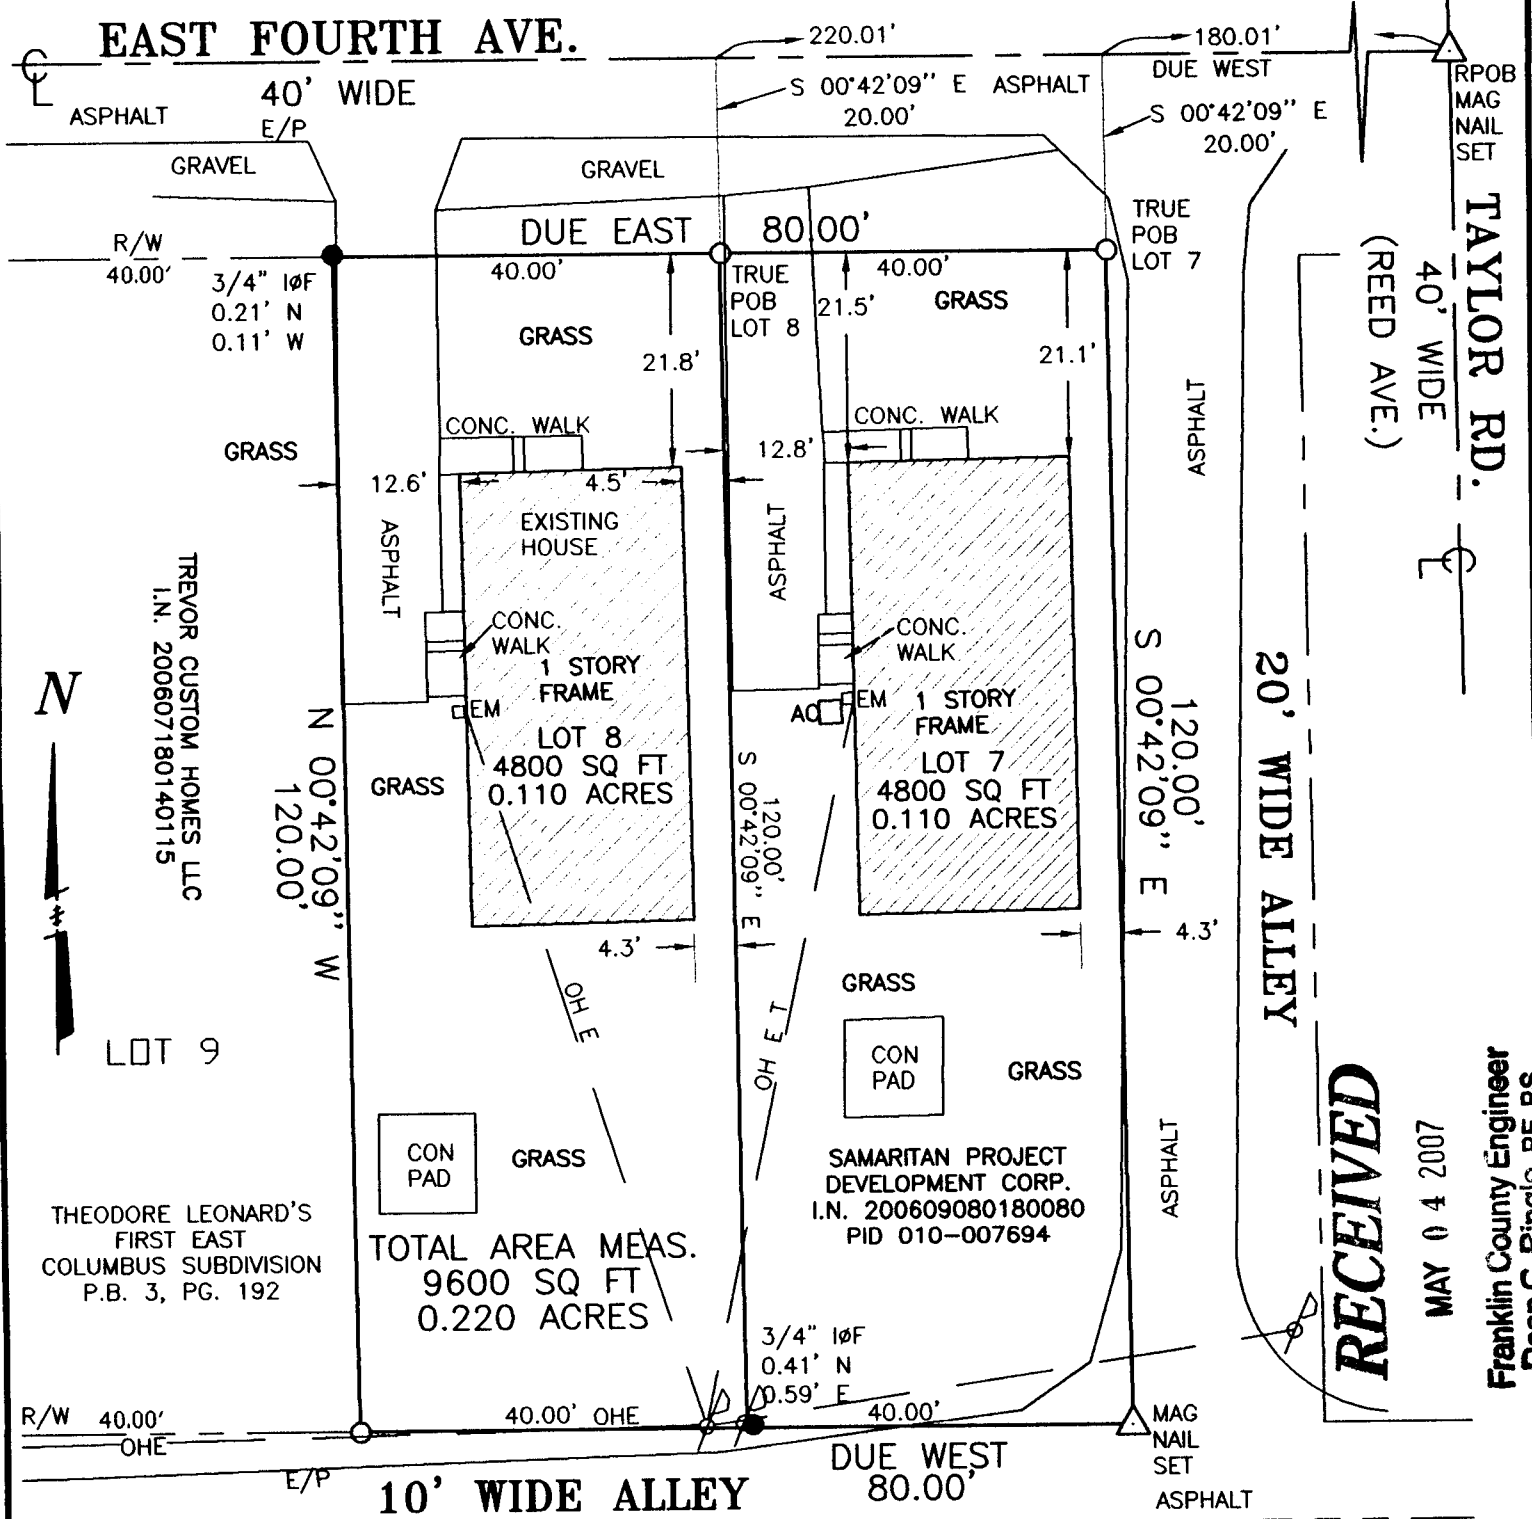 EAST FOURTH AVE.
40' WIDE
ASPHALT
E/P
GRAVEL
220.01'
180.01'
DUE WEST
S 00°42'09" E ASPHALT
20.00'
S 00°42'09" E
20.00'
RPOB
MAG
NAIL
SET
GRAVEL
DUE EAST 80.00'
TRUE
POB
LOT 7
R/W
40.00'
3/4" IØF
0.21' N
0.11' W
40.00'
TRUE
POB
LOT 8
40.00'
21.5'
GRASS
GRASS
21.8'
21.1'
TAYLOR RD.
40' WIDE
(REED AVE.)
GRASS
CONC. WALK
CONC. WALK
12.6'
4.5'
12.8'
ASPHALT
ASPHALT
ASPHALT
EXISTING
HOUSE
CONC.
WALK
CONC.
WALK
TREVOR CUSTOM HOMES LLC
I.N. 200607180140115
N
1 STORY
FRAME
EM
LOT 8
4800 SQ FT
0.110 ACRES
AC
EM
1 STORY
FRAME
LOT 7
4800 SQ FT
0.110 ACRES
GRASS
N 00°42'09" W
120.00'
120.00'
S 00°42'09" E
120.00'
S 00°42'09" E
20' WIDE ALLEY
4.3'
4.3'
OH E
OH E T
GRASS
LOT 9
CON
PAD
GRASS
CON
PAD
GRASS
ASPHALT
SAMARITAN PROJECT
DEVELOPMENT CORP.
I.N. 200609080180080
PID 010-007694
THEODORE LEONARD'S
FIRST EAST
COLUMBUS SUBDIVISION
P.B. 3, PG. 192
TOTAL AREA MEAS.
9600 SQ FT
0.220 ACRES
3/4" IØF
0.41' N
0.59' E
RECEIVED
MAY 04 2007
Franklin County Engineer
R/W 40.00'
OHE
40.00' OHE
40.00'
E/P
10' WIDE ALLEY
DUE WEST
80.00'
MAG
NAIL
SET
ASPHALT